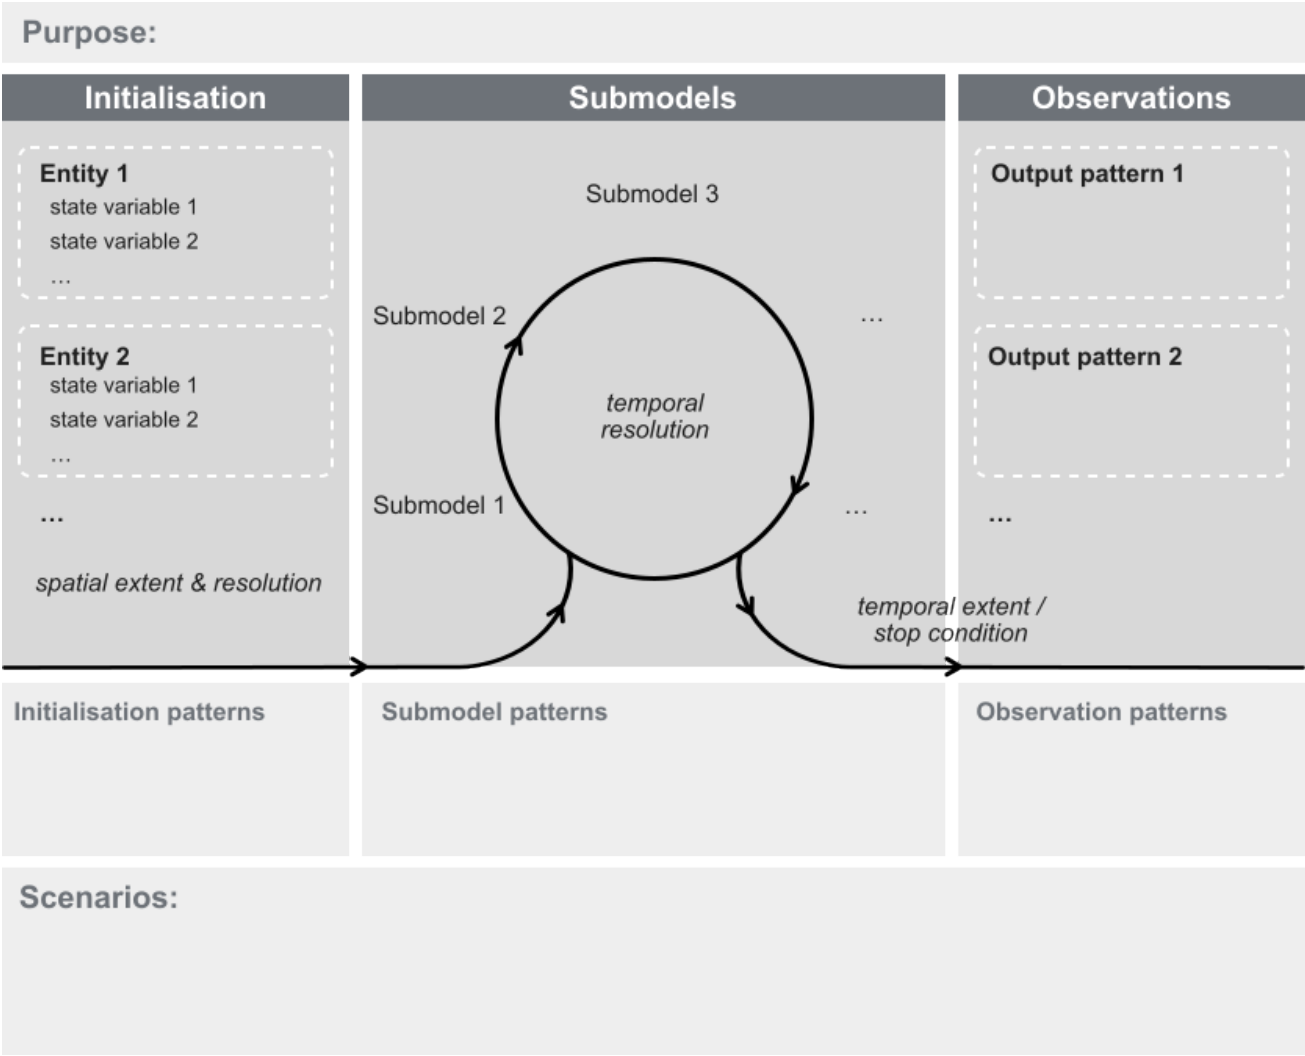 Purpose:
Initialisation
Entity 1
state variable 1
state variable 2
...
Entity 2
state variable 1
state variable 2
...
...
spatial extent & resolution
Submodels
Submodel 3
Submodel 2
...
temporal
resolution
Submodel 1
...
Observations
Output pattern 1
Output pattern 2
...
temporal extent /
stop condition
Initialisation patterns
Submodel patterns
Observation patterns
Scenarios: